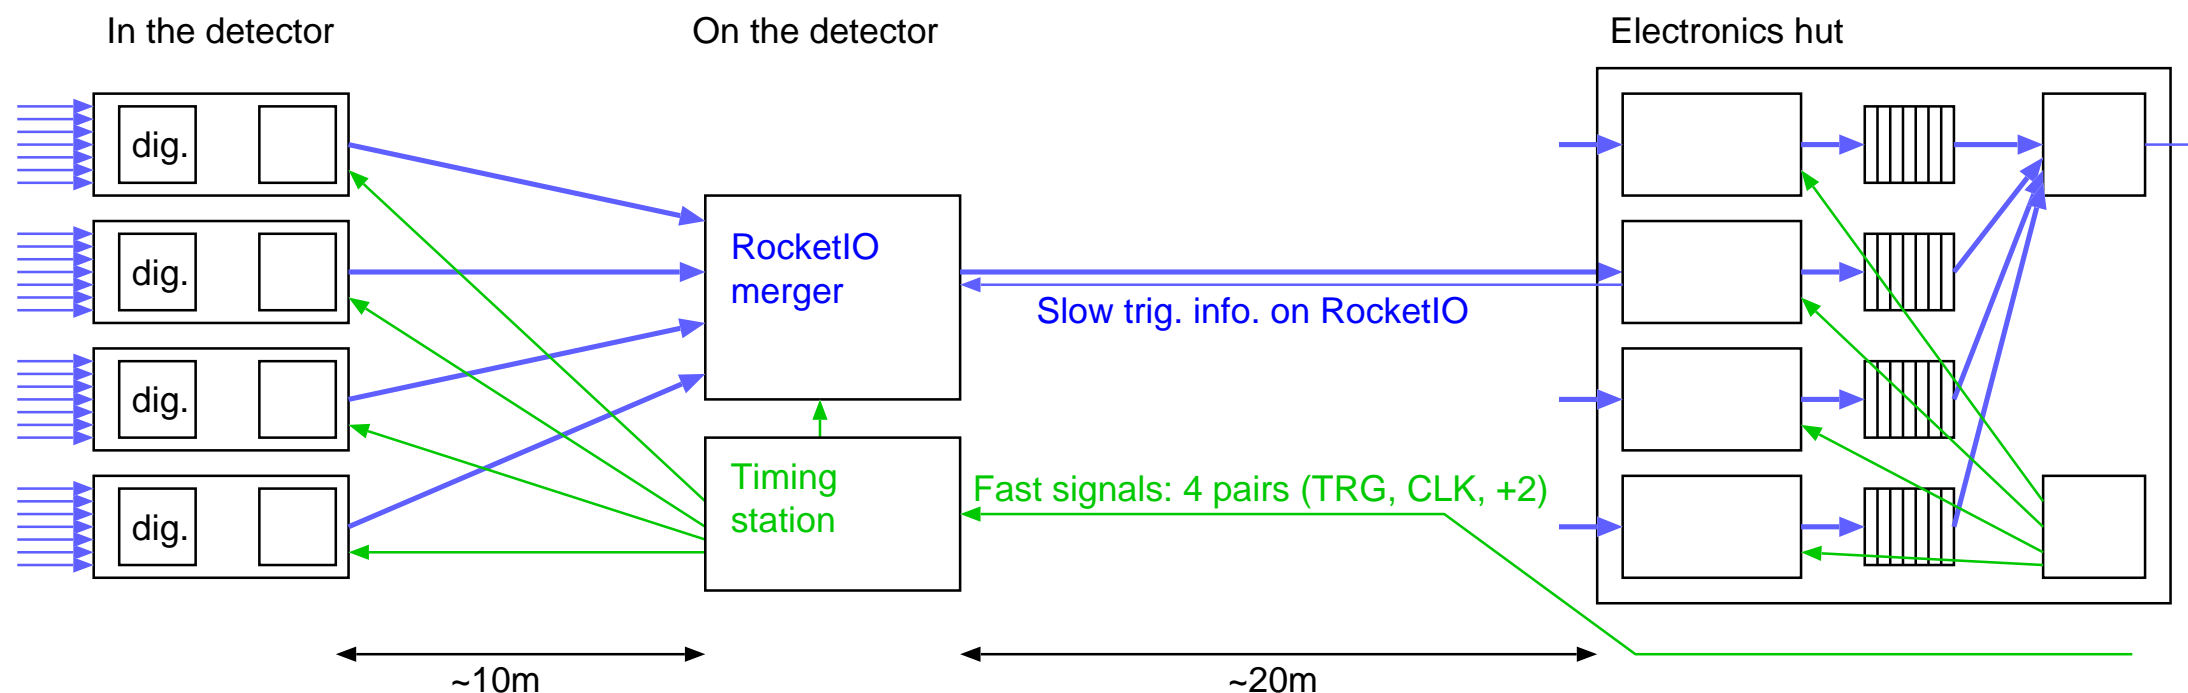 In the detector
On the detector
Electronics hut
dig.
dig.
dig.
dig.
RocketIO
merger
Slow trig. info. on RocketIO
Timing
station
Fast signals: 4 pairs (TRG, CLK, +2)
~10m
~20m